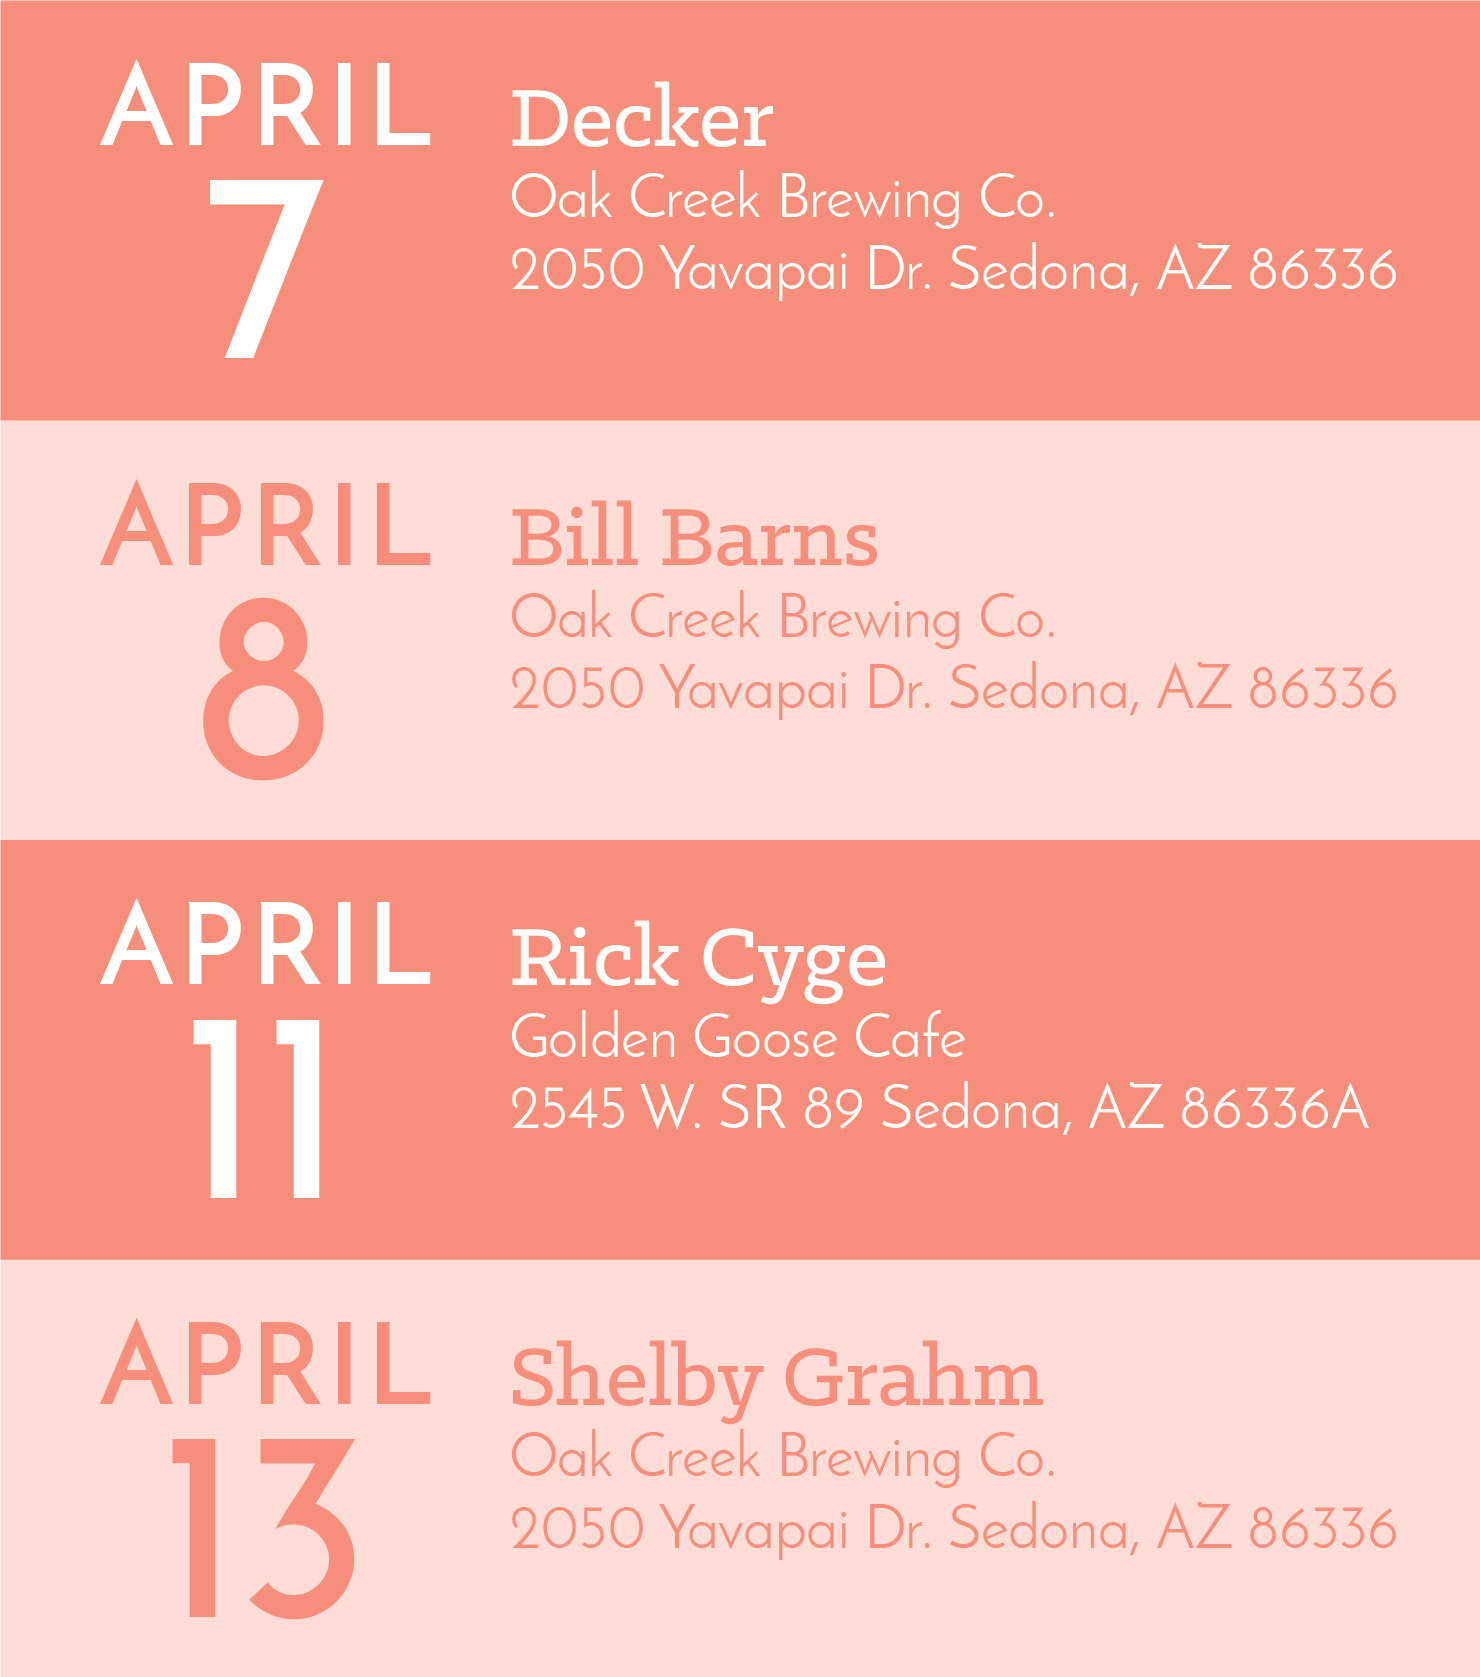 APRIL
7
Decker
Oak Creek Brewing Co.
2050 Yavapai Dr. Sedona, AZ 86336
APRIL
8
Bill Barns
Oak Creek Brewing Co.
2050 Yavapai Dr. Sedona, AZ 86336
APRIL
11
Rick Cyge
Golden Goose Cafe
2545 W. SR 89 Sedona, AZ 86336A
APRIL
13
Shelby Grahm
Oak Creek Brewing Co.
2050 Yavapai Dr. Sedona, AZ 86336